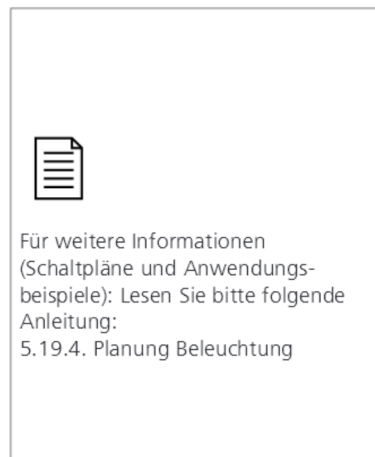 Für weitere Informationen
(Schaltpläne und Anwendungs-
beispiele): Lesen Sie bitte folgende
Anleitung:
5.19.4. Planung Beleuchtung